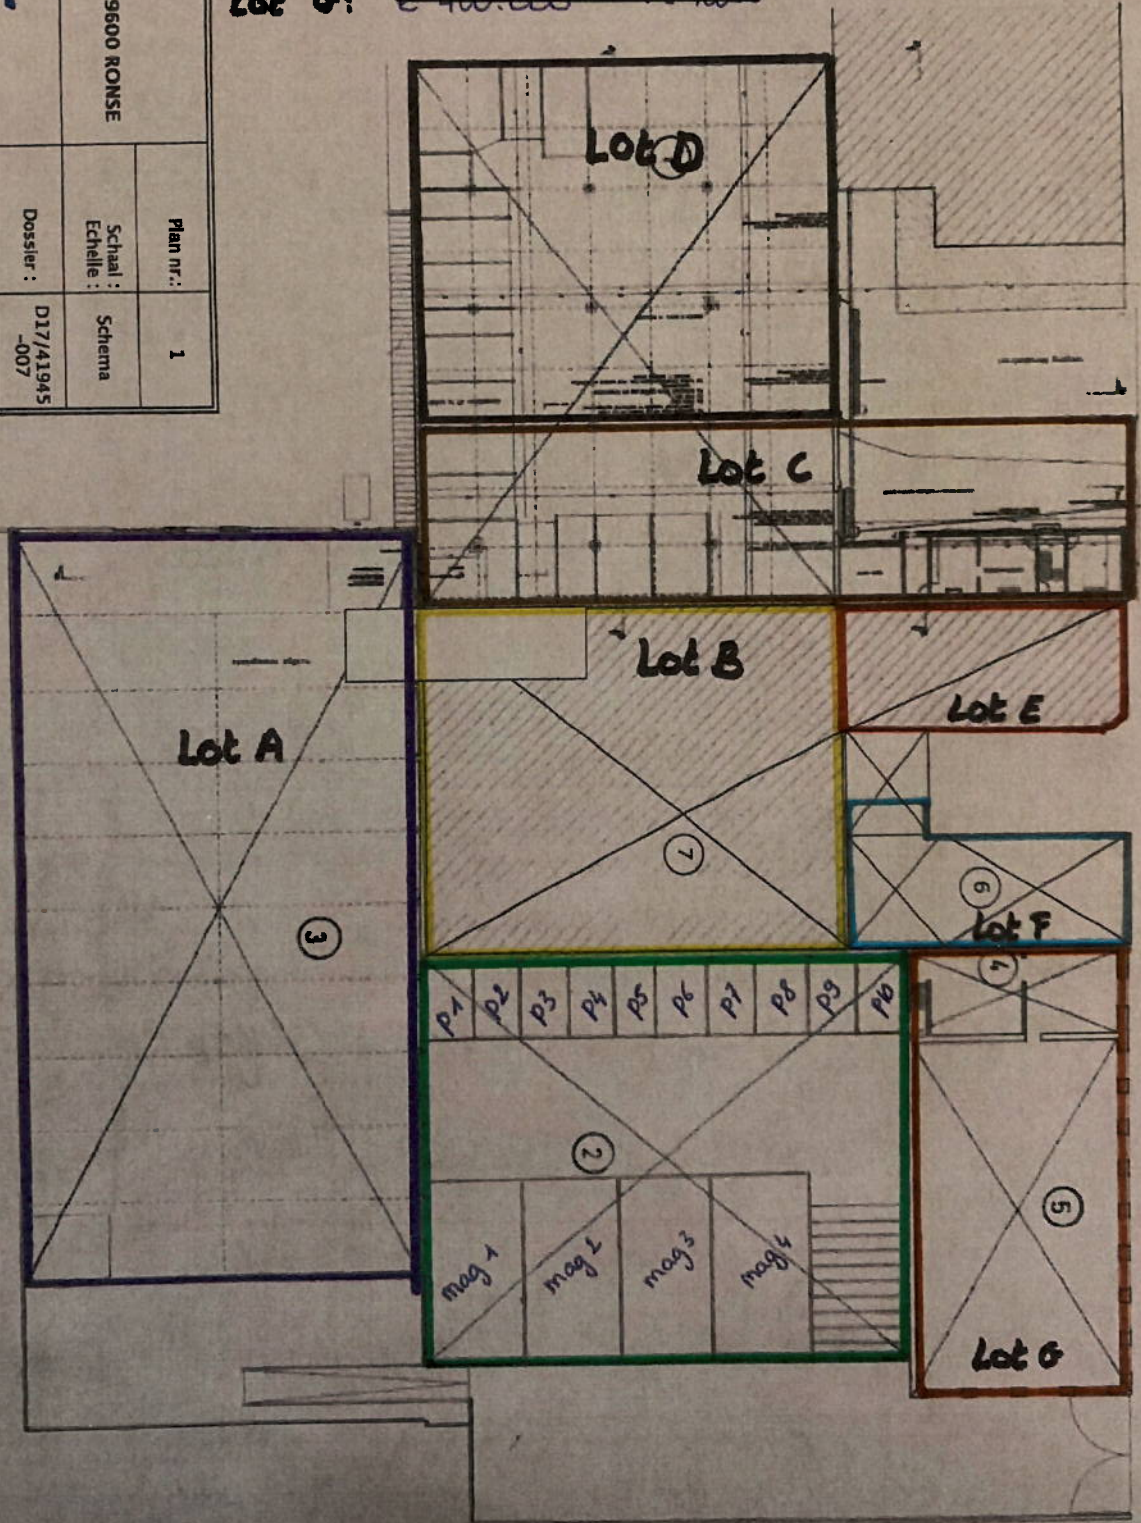 Lot G:
9600 RONSE
Plan nr.: 1
Schaal : Schema
Echelle :
Dossier : D17/41945
-007
Lot D
Lot C
Lot B
Lot E
Lot A
7
6
Lot F
3
4
P1 P2 P3 P4 P5 P6 P7 P8 P9 P10
2
5
mag 1 mag 2 mag 3 mag 4
Lot G